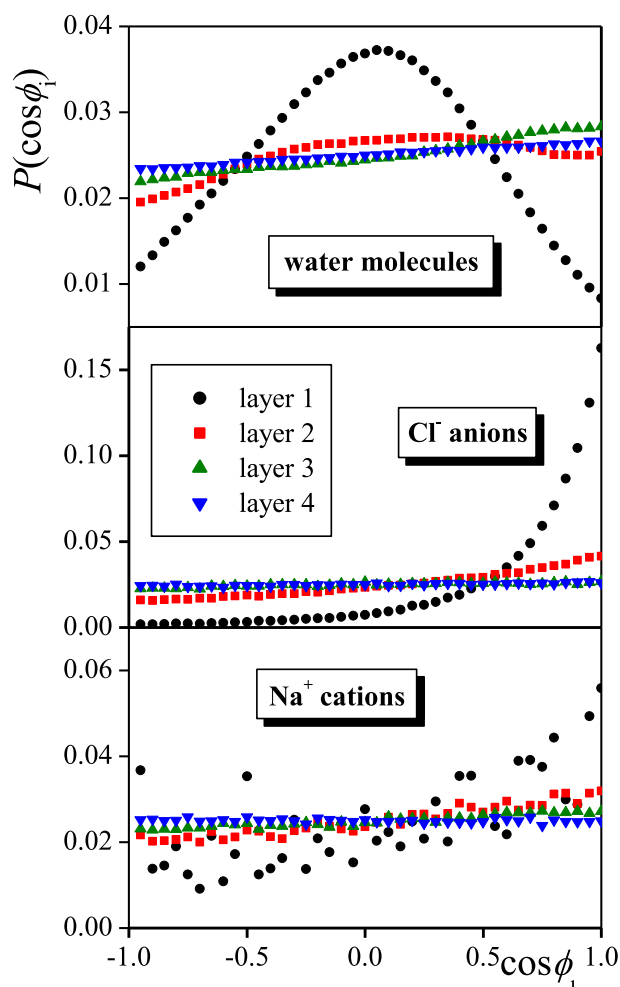 0.04
P(cosϕi)
0.03
0.02
0.01
water molecules
0.15
layer 1
layer 2
layer 3
layer 4
Cl- anions
0.10
0.05
0.00
0.06
Na+ cations
0.04
0.02
0.00
-1.0 -0.5 0.0 0.5 1.0
cosϕ